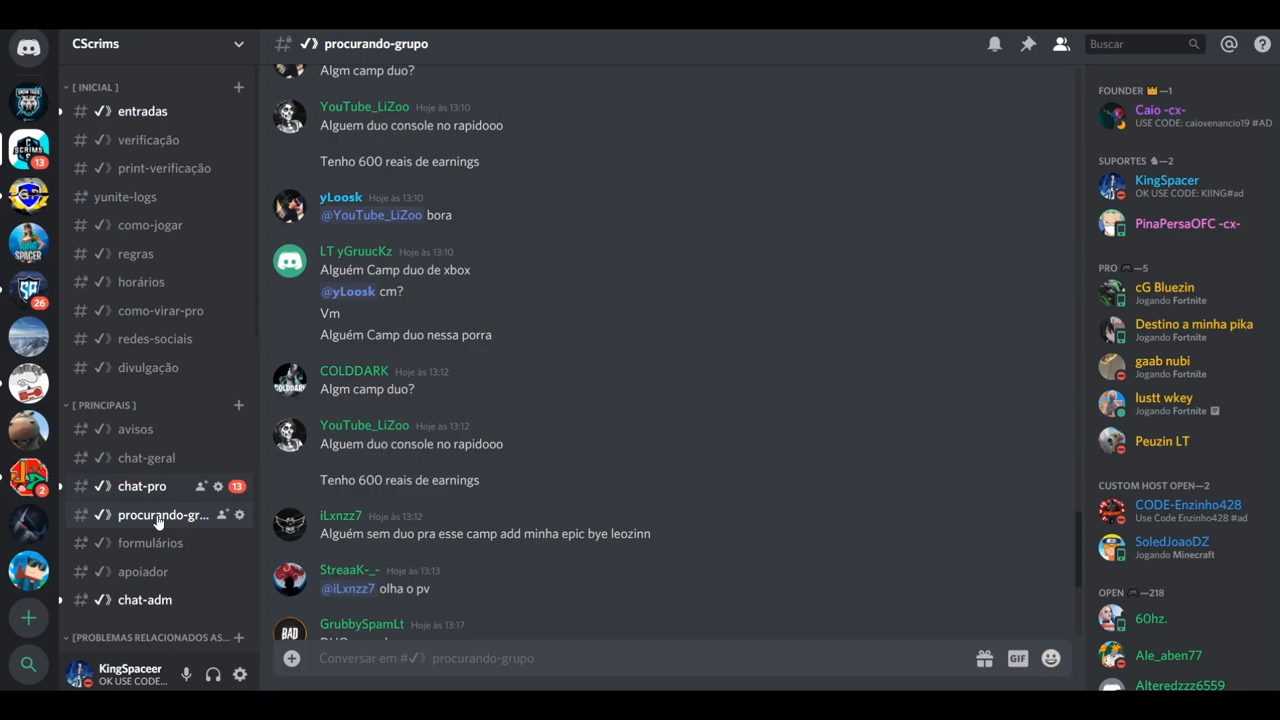 CScrims
✓》procurando-grupo
Buscar
[ INICIAL ]
✓》entradas
✓》verificação
✓》print-verificação
yunite-logs
✓》como-jogar
✓》regras
✓》horários
✓》como-virar-pro
✓》redes-sociais
✓》divulgação
[ PRINCIPAIS ]
✓》avisos
✓》chat-geral
✓》chat-pro 13
✓》procurando-gr...
✓》formulários
✓》apoiador
✓》chat-adm
[PROBLEMAS RELACIONADOS AS...
KingSpaceer
OK USE CODE...
SCRIMS
13
KING
SPACER
26
2
Algm camp duo?
YouTube_LiZoo Hoje às 13:10
Alguem duo console no rapidooo
Tenho 600 reais de earnings
yLoosk Hoje às 13:10
@YouTube_LiZoo bora
LT yGruucKz Hoje às 13:10
Alguém Camp duo de xbox
@yLoosk cm?
Vm
Alguém Camp duo nessa porra
COLDDARK Hoje às 13:12
Algm camp duo?
YouTube_LiZoo Hoje às 13:12
Alguem duo console no rapidooo
Tenho 600 reais de earnings
iLxnzz7 Hoje às 13:12
Alguém sem duo pra esse camp add minha epic bye leozinn
StreaaK-_- Hoje às 13:13
@iLxnzz7 olha o pv
BAD
GrubbySpamLt Hoje às 13:17
Conversar em #✓》procurando-grupo
GIF
FOUNDER 👑—1
Caio -cx-
USE CODE: caiovenancio19 #AD
SUPORTES ♞—2
KingSpacer
OK USE CODE: KIING#ad
PinaPersaOFC -cx-
PRO 🎮—5
cG Bluezin
Jogando Fortnite
Destino a minha pika
Jogando Fortnite
gaab nubi
Jogando Fortnite
lustt wkey
Jogando Fortnite
Peuzin LT
CUSTOM HOST OPEN—2
CODE-Enzinho428
Use Code Enzinho428 #ad
SoledJoaoDZ
Jogando Minecraft
OPEN 🎮—218
60hz.
Ale_aben77
Alteredzzz6559